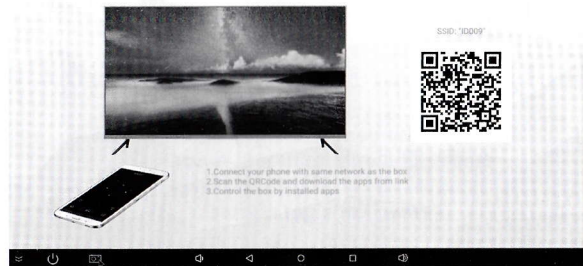 SSID: "IDD09"
1.Connect your phone with same network as the box
2.Scan the QRCode and download the apps from link
3.Control the box by installed apps